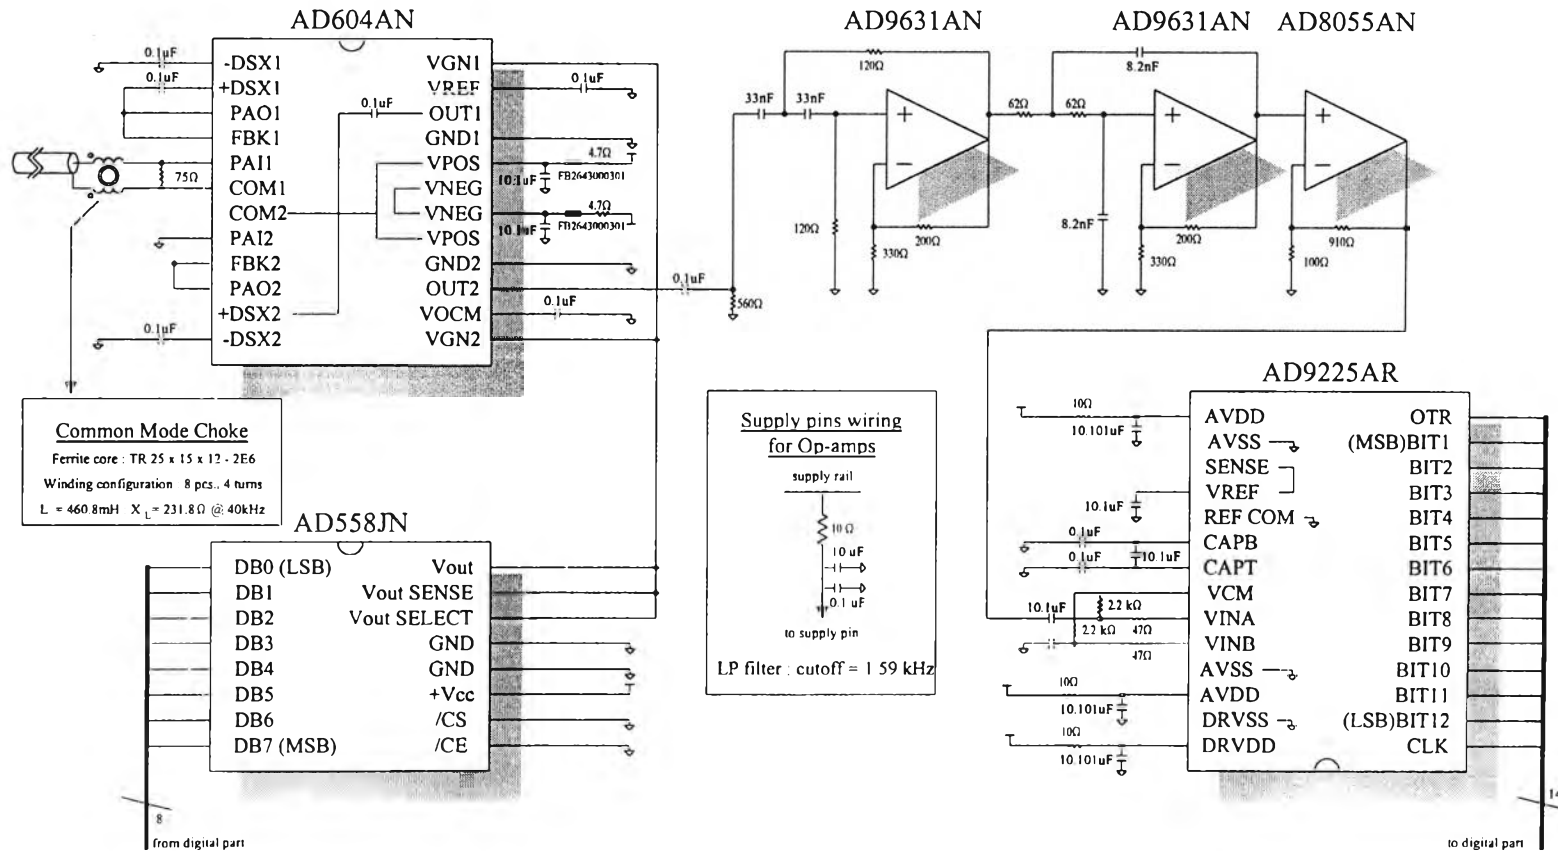 AD604AN
0.1uF
-DSX1
0.1uF
+DSX1
PAO1
FBK1
PAI1
75Ω
COM1
COM2
PAI2
FBK2
PAO2
+DSX2
0.1uF
-DSX2
VGN1
VREF
0.1uF
0.1uF
OUT1
GND1
VPOS
4.7Ω
10.1uF
FB2643000301
VNEG
VNEG
4.7Ω
10.1uF
FB2643000301
VPOS
GND2
OUT2
0.1uF
VOCM
0.1uF
VGN2
AD9631AN
120Ω
33nF
33nF
+
−
120Ω
200Ω
330Ω
560Ω
AD9631AN
8.2nF
62Ω
62Ω
+
−
8.2nF
200Ω
330Ω
AD8055AN
+
−
910Ω
100Ω
Common Mode Choke
Ferrite core : TR 25 x 15 x 12 - 2E6
Winding configuration 8 pcs., 4 turns
L = 460.8mH X L = 231.8Ω @ 40kHz
AD558JN
DB0 (LSB)
DB1
DB2
DB3
DB4
DB5
DB6
DB7 (MSB)
Vout
Vout SENSE
Vout SELECT
GND
GND
+Vcc
/CS
/CE
8
from digital part
Supply pins wiring
for Op-amps
supply rail
10 Ω
10 uF
0.1 uF
to supply pin
LP filter : cutoff = 1 59 kHz
AD9225AR
10Ω
10.101uF
AVDD
AVSS
SENSE
VREF
10.1uF
REF COM
0.1uF
CAPB
10.1uF
0.1uF
CAPT
VCM
10.1uF
2.2 kΩ
VINA
2.2 kΩ
47Ω
VINB
47Ω
AVSS
10Ω
AVDD
10.101uF
DRVSS
10Ω
DRVDD
10.101uF
OTR
(MSB)BIT1
BIT2
BIT3
BIT4
BIT5
BIT6
BIT7
BIT8
BIT9
BIT10
BIT11
(LSB)BIT12
CLK
14
to digital part